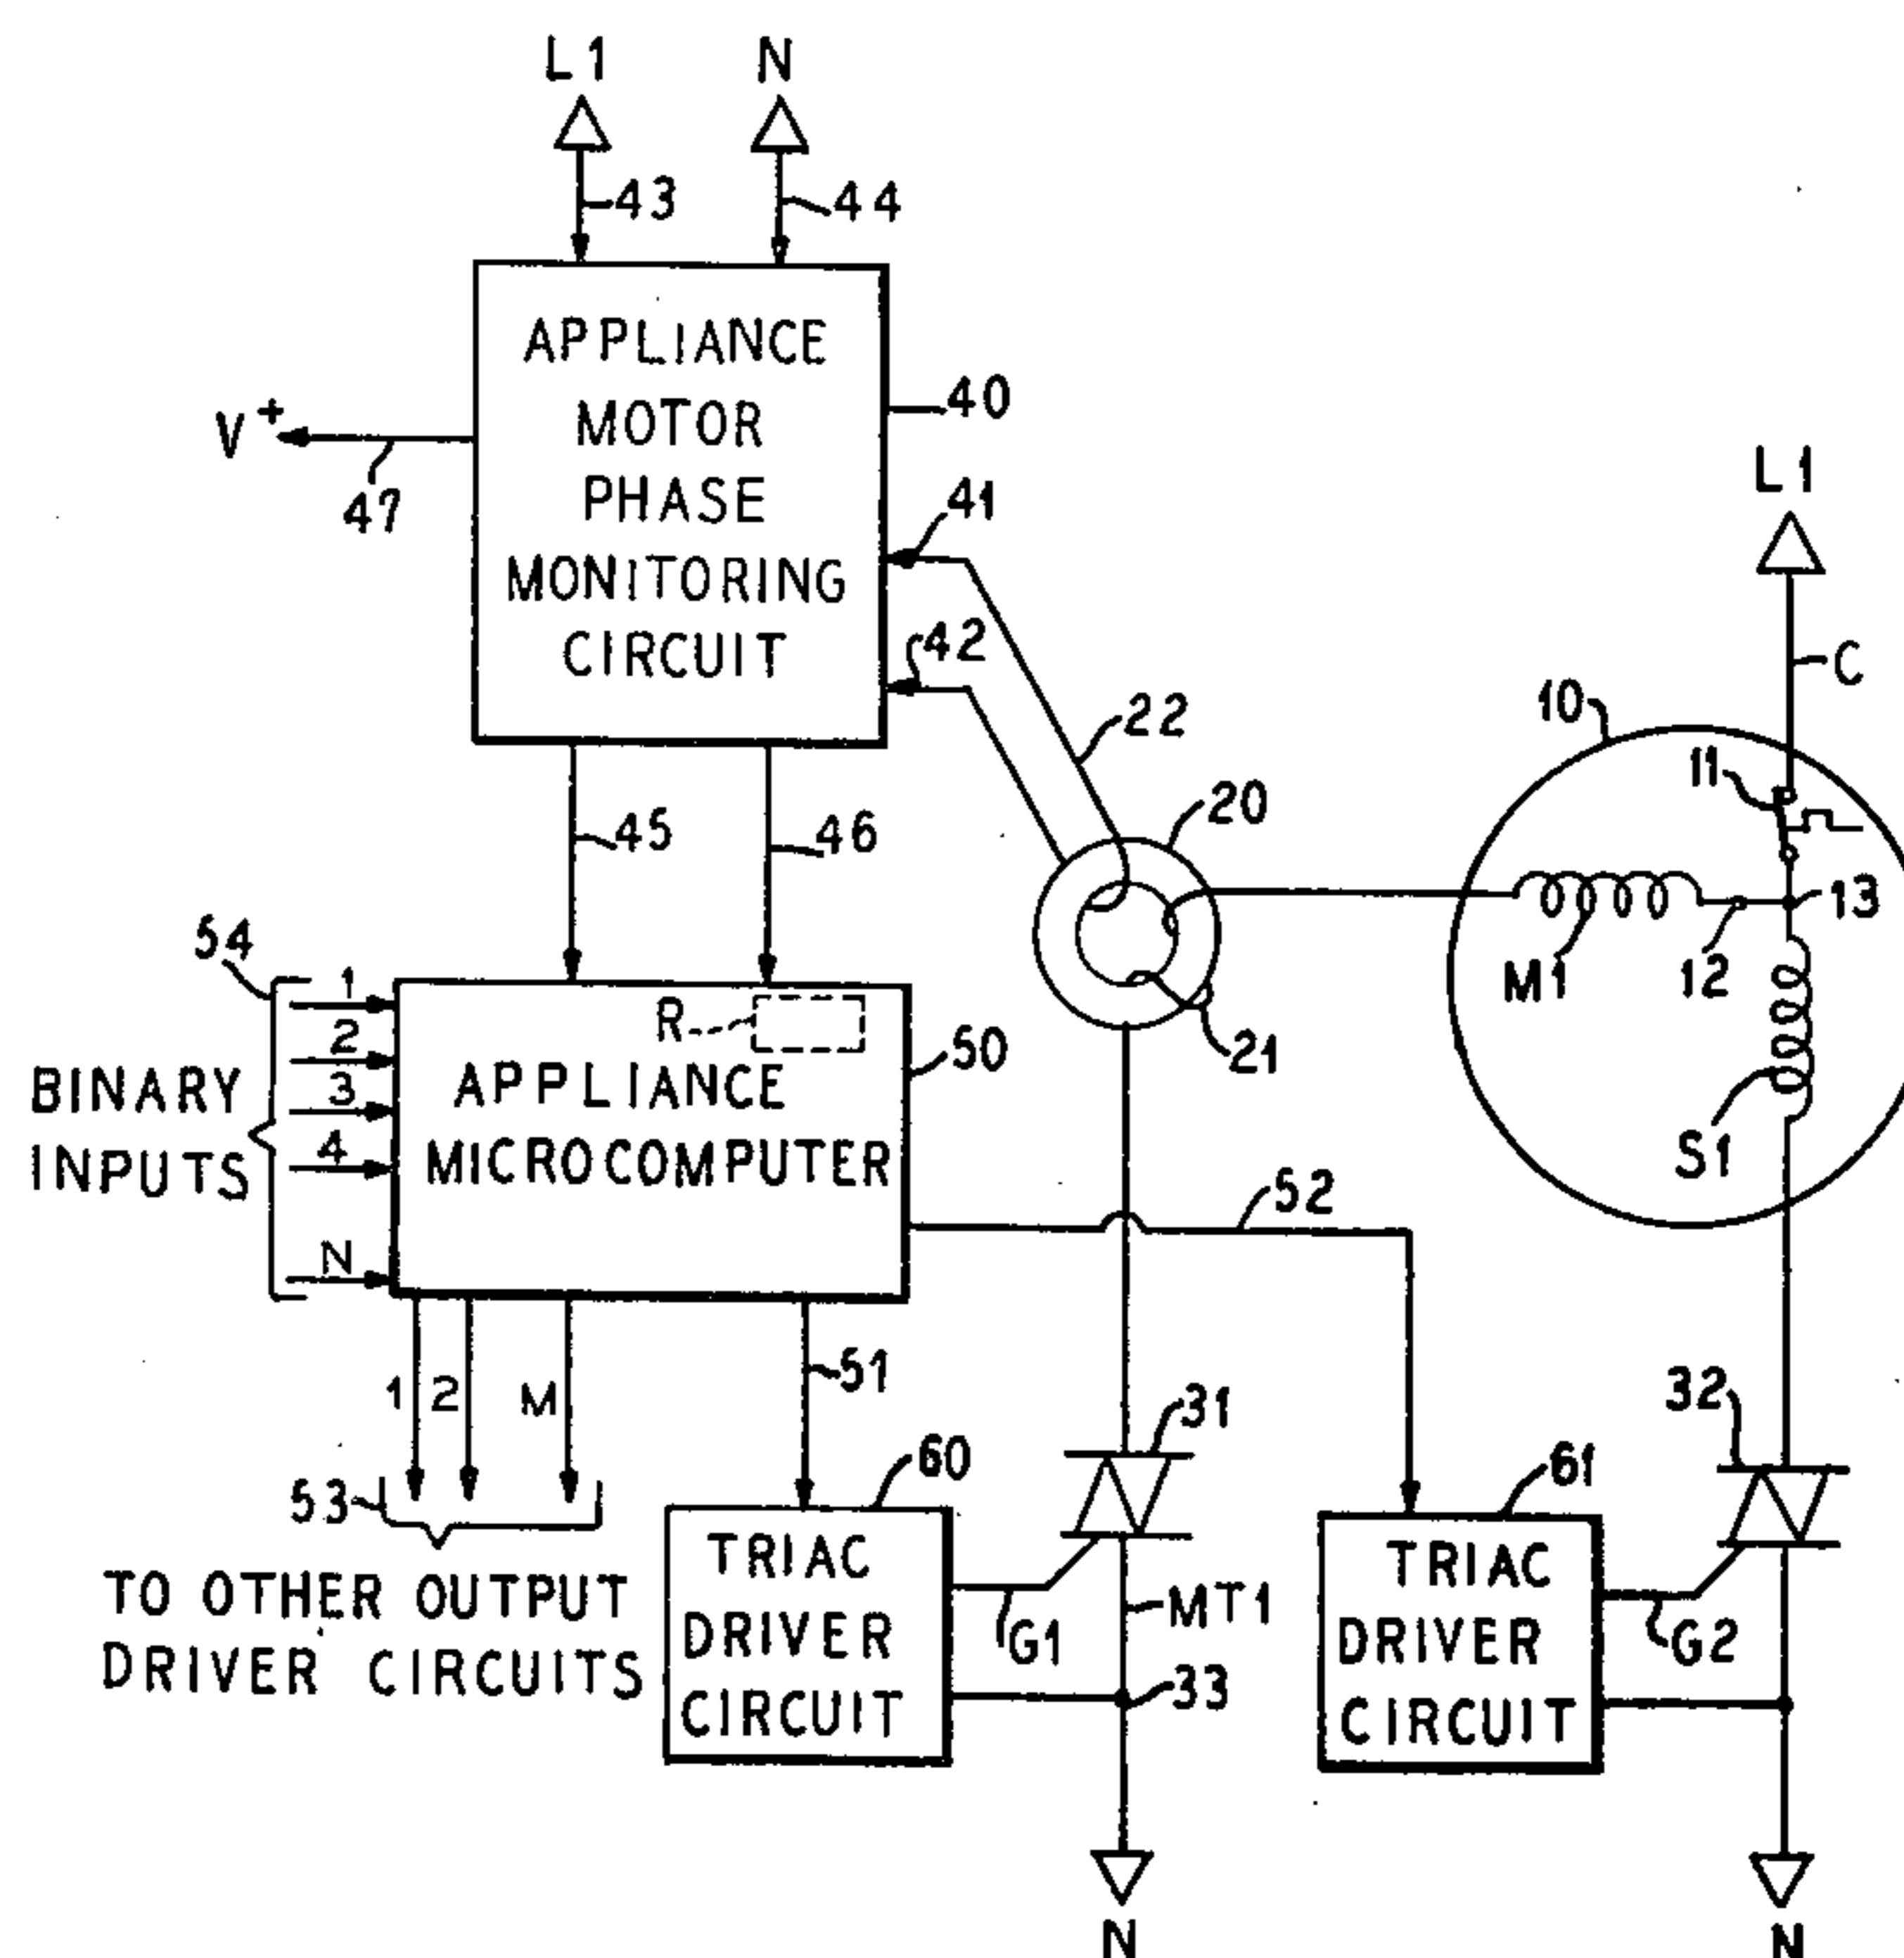 L1 N
43 44
APPLIANCE
MOTOR
PHASE
MONITORING
CIRCUIT
40
V+
47
41
42
L1
C
22
10
11
20
45 46
13
M1
12
54
1
2
3
4
N
BINARY
INPUTS
R
APPLIANCE
MICROCOMPUTER
50
21
S1
52
1 2 M
51
53
TO OTHER OUTPUT
DRIVER CIRCUITS
60
TRIAC
DRIVER
CIRCUIT
31
G1
MT1
33
N
32
61
TRIAC
DRIVER
CIRCUIT
G2
N